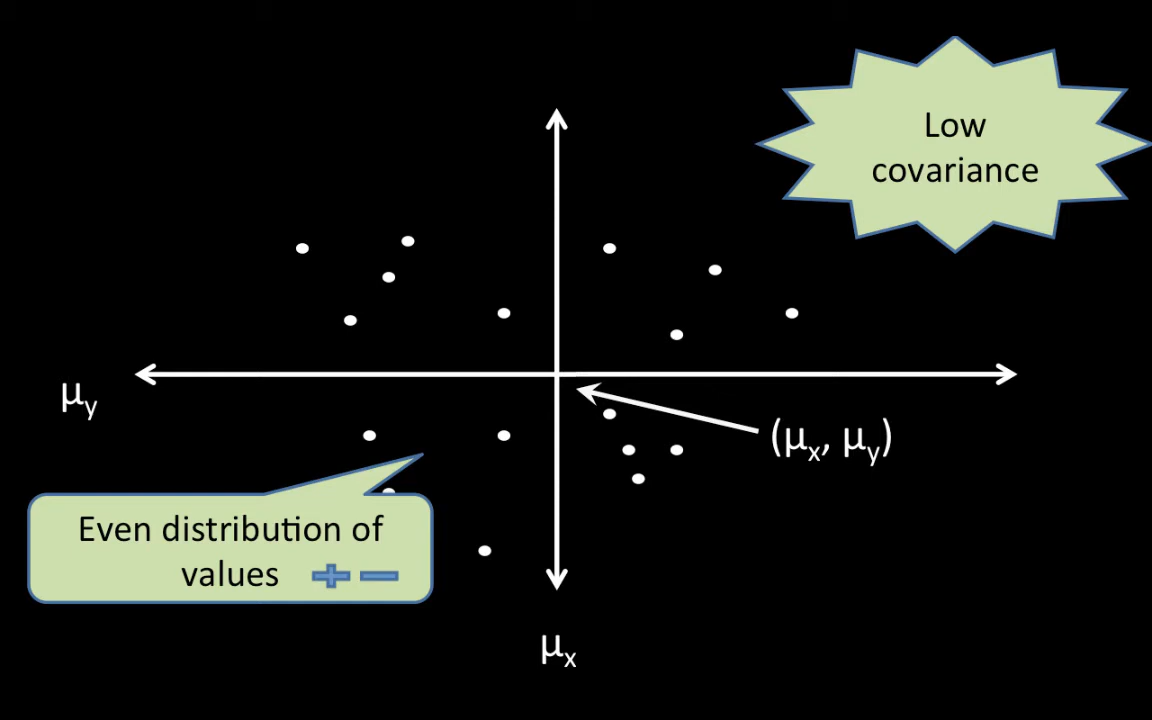 Low
covariance
μy
(μx, μy)
Even distribution of
values + −
μx